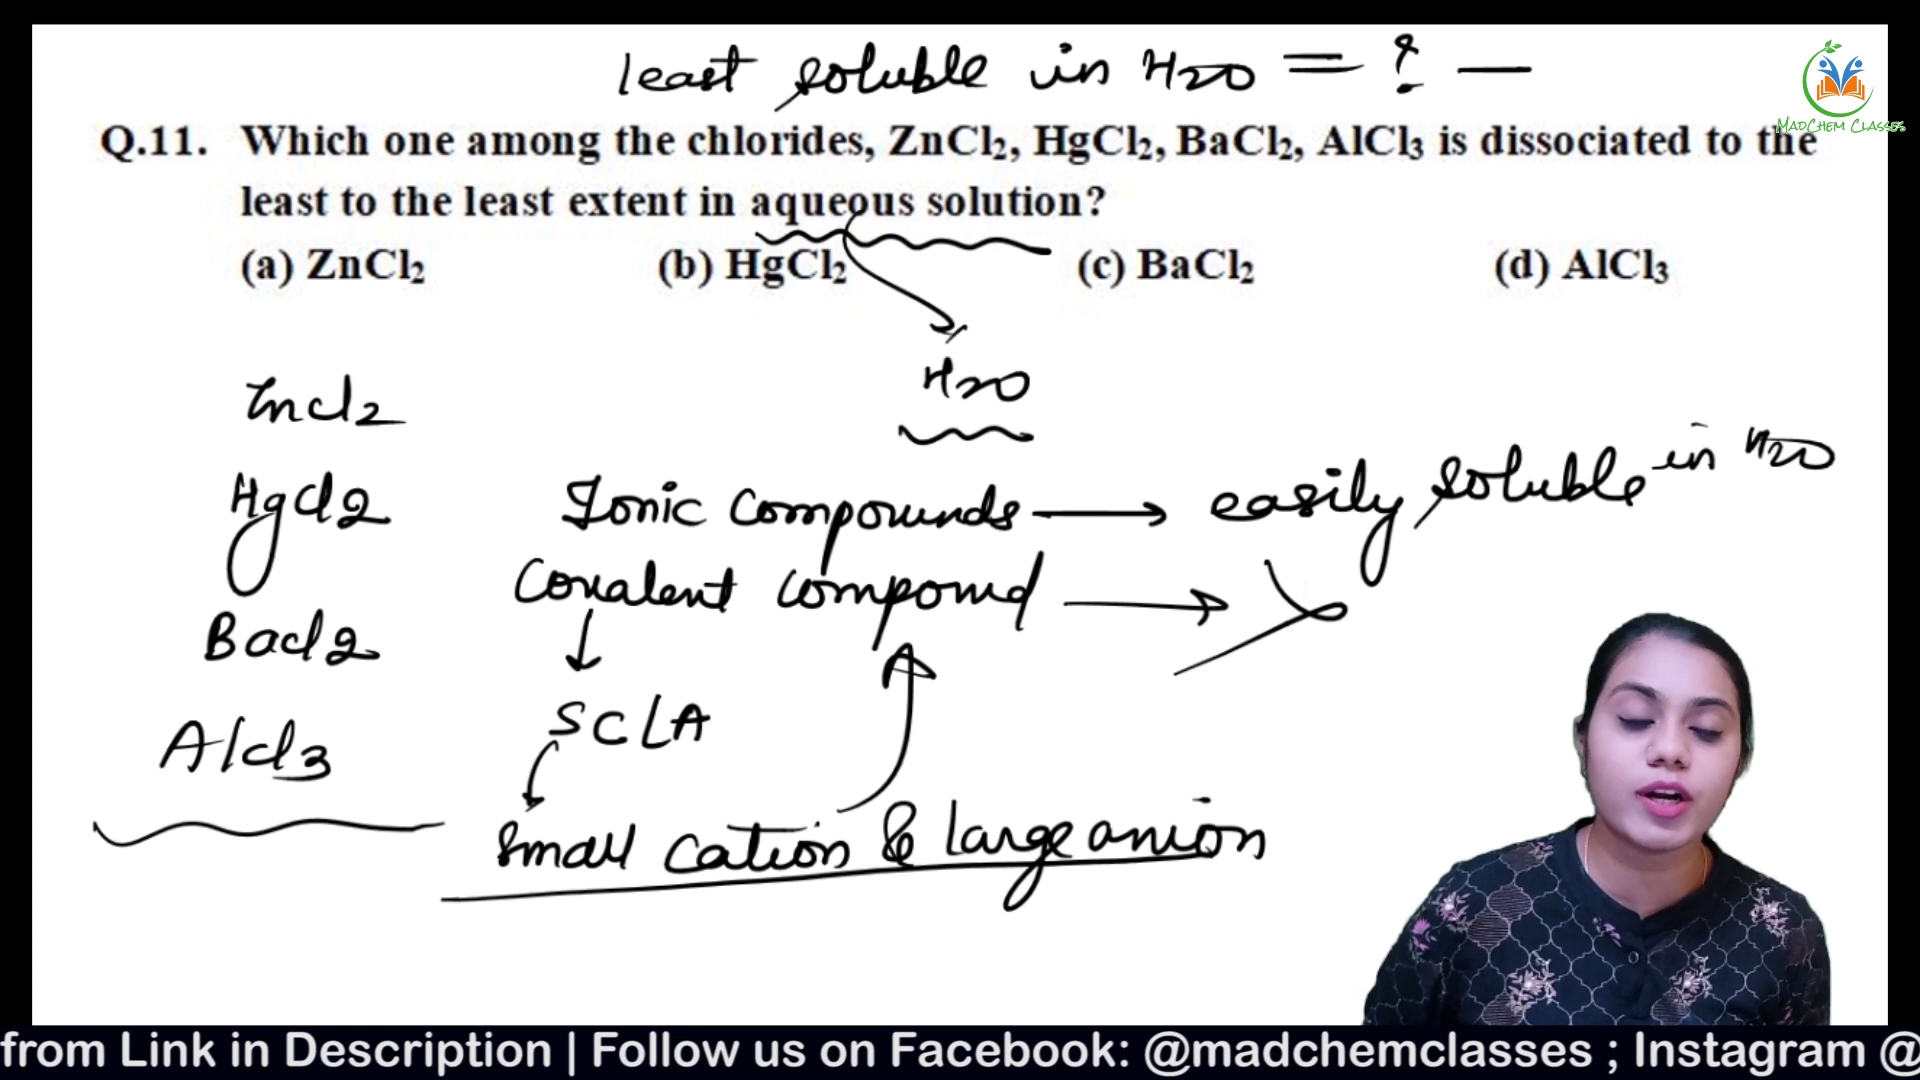 least soluble in H2O = ? —
MADCHEM CLASSES
Q.11. Which one among the chlorides, ZnCl2, HgCl2, BaCl2, AlCl3 is dissociated to the
least to the least extent in aqueous solution?
(a) ZnCl2 (b) HgCl2 (c) BaCl2 (d) AlCl3
H2O
ZnCl2
HgCl2
BaCl2
AlCl3
Ionic Compounds → easily soluble in H2O
Covalent compound →
SCLA
Small cation & large anion
from Link in Description | Follow us on Facebook: @madchemclasses ; Instagram @